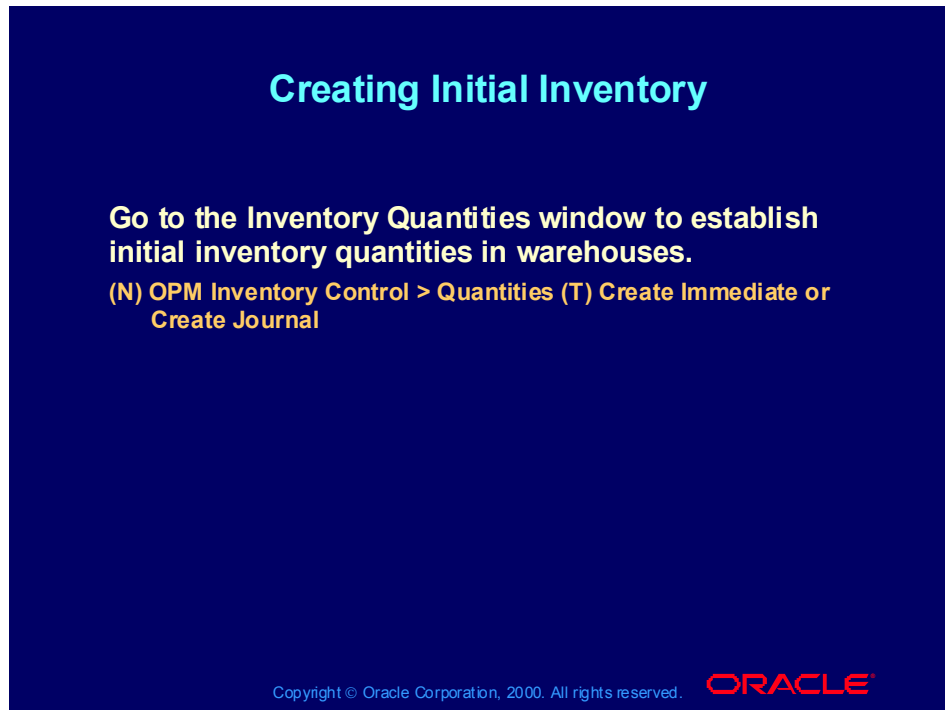 Creating Initial Inventory
Go to the Inventory Quantities window to establish
initial inventory quantities in warehouses.
(N) OPM Inventory Control > Quantities (T) Create Immediate or
Create Journal
Copyright © Oracle Corporation, 2000. All rights reserved.
ORACLE